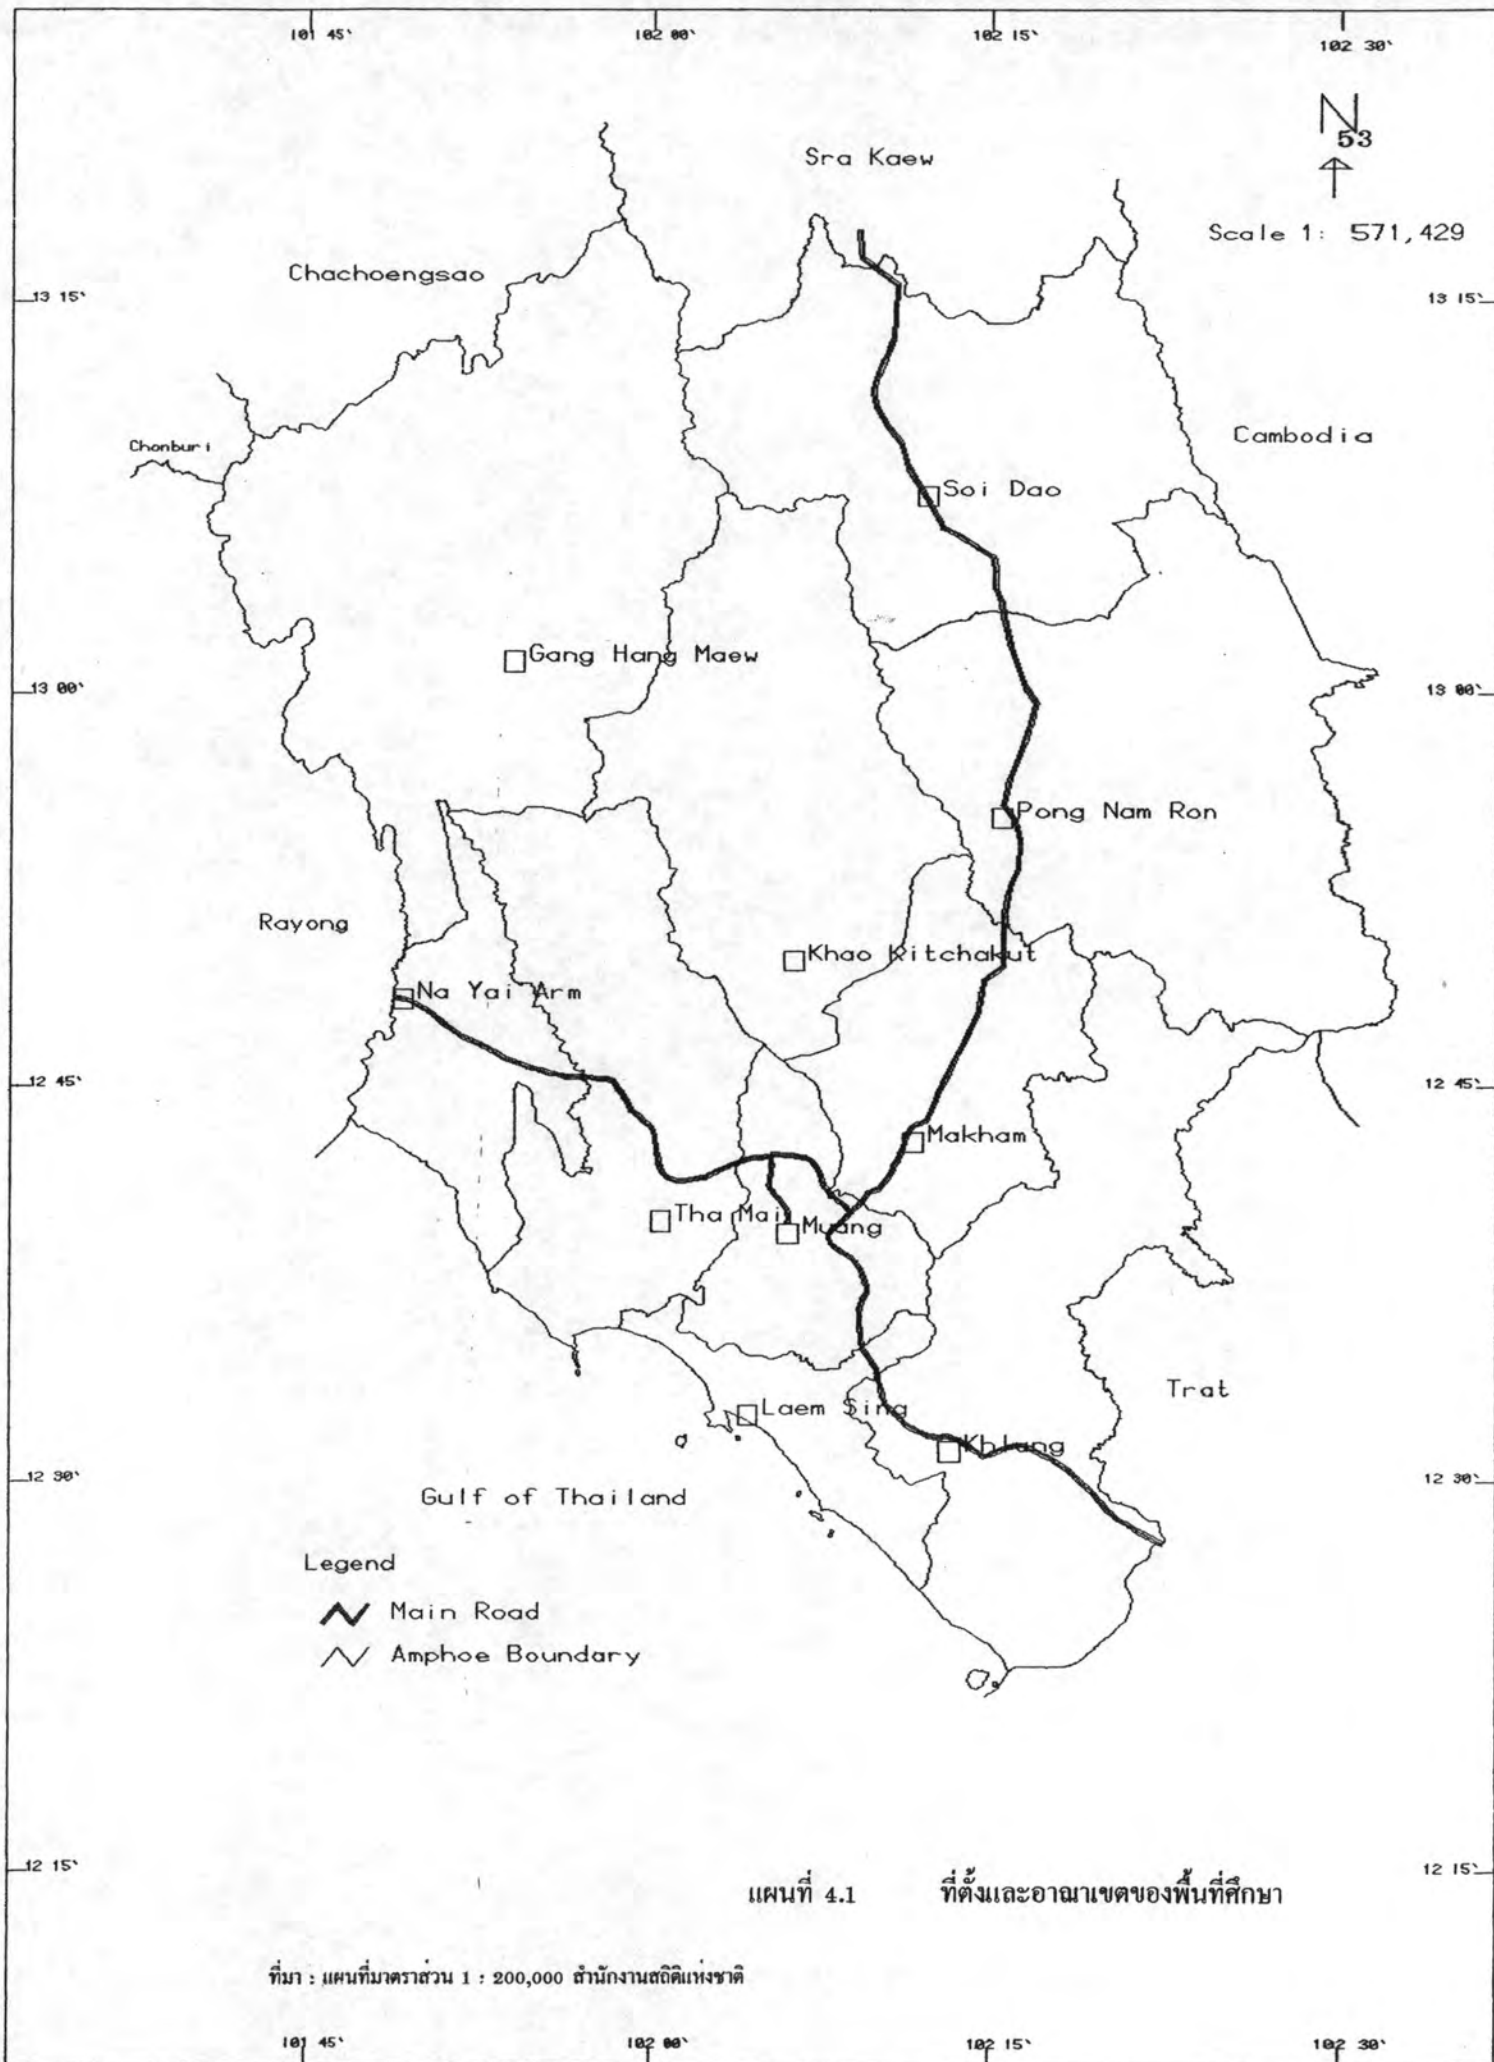 101 45' 102 00' 102 15' 102 30'
N
53
Sra Kaew
Scale 1: 571,429
Chachoengsao
13 15' 13 15'
Cambodia
Chonburi
Soi Dao
Gang Hang Maew
13 00' 13 00'
Pong Nam Ron
Rayong
Khao Kitchakut
Na Yai Arm
12 45' 12 45'
Makham
Tha Mai
Muang
Trat
Laem Sing
Khlang
12 30' 12 30'
Gulf of Thailand
Legend
Main Road
Amphoe Boundary
12 15' 12 15'
แผนที่ 4.1 ที่ตั้งและอาณาเขตของพื้นที่ศึกษา
ที่มา : แผนที่มาตราส่วน 1 : 200,000 สำนักงานสถิติแห่งชาติ
101 45' 102 00' 102 15' 102 30'